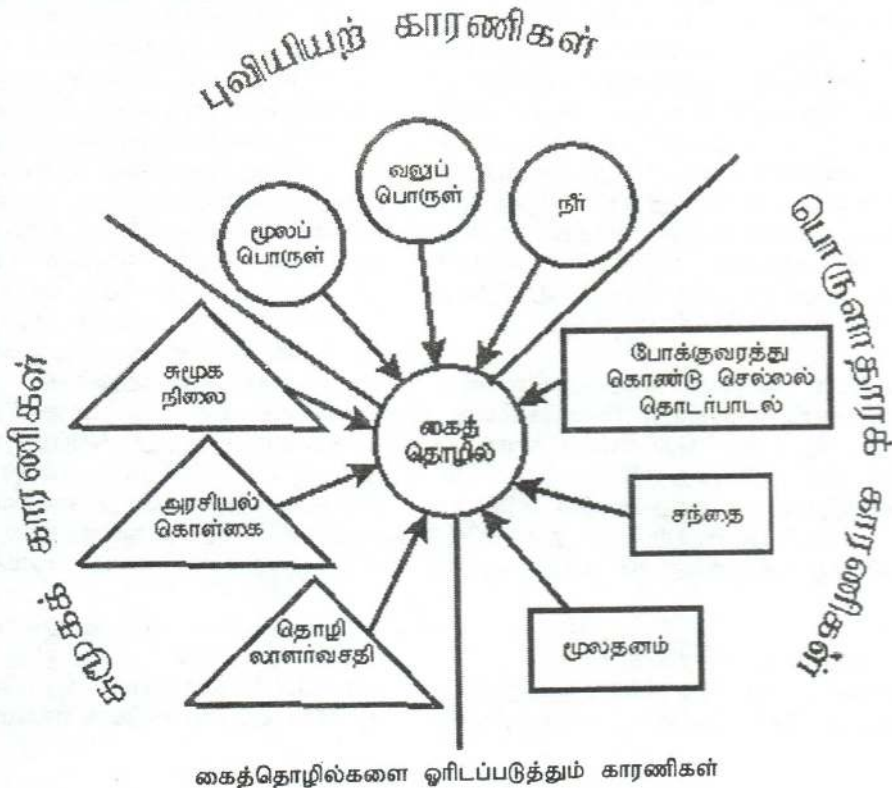 புவியியற் காரணிகள்
வலுப்
பொருள்
நீர்
மூலப்
பொருள்
பொருளாதாரக் காரணிகள்
சுமூக
நிலை
போக்குவரத்து
கொண்டு செல்லல்
தொடர்பாடல்
கைத்
தொழில்
சமூகக் காரணிகள்
அரசியல்
கொள்கை
சந்தை
தொழி
லாளர்வசதி
மூலதனம்
கைத்தொழில்களை ஓரிடப்படுத்தும் காரணிகள்